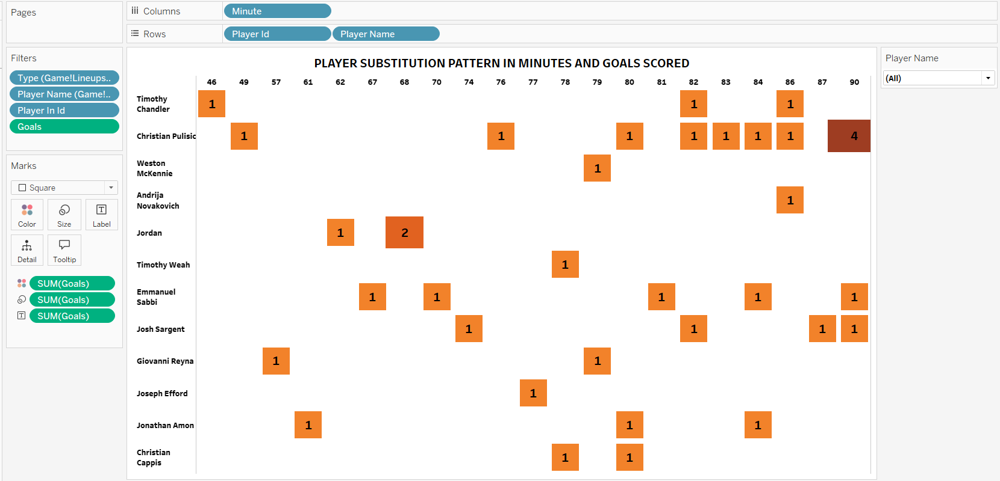 Pages
Columns
Minute
Rows
Player Id
Player Name
Filters
Type (Game!Lineups..
Player Name (Game!..
Player In Id
Goals
Marks
Square
Color
Size
Label
Detail
Tooltip
SUM(Goals)
SUM(Goals)
SUM(Goals)
PLAYER SUBSTITUTION PATTERN IN MINUTES AND GOALS SCORED
46 49 57 61 62 67 68 70 74 76 77 78 79 80 81 82 83 84 86 87 90
Timothy
Chandler
1 1 1
Christian Pulisic 1 1 1 1 1 1 1 4
Weston
McKennie
1
Andrija
Novakovich
1
Jordan 1 2
Timothy Weah 1
Emmanuel
Sabbi
1 1 1 1 1
Josh Sargent 1 1 1 1
Giovanni Reyna 1 1
Joseph Efford 1
Jonathan Amon 1 1 1
Christian
Cappis
1 1
Player Name
(All)